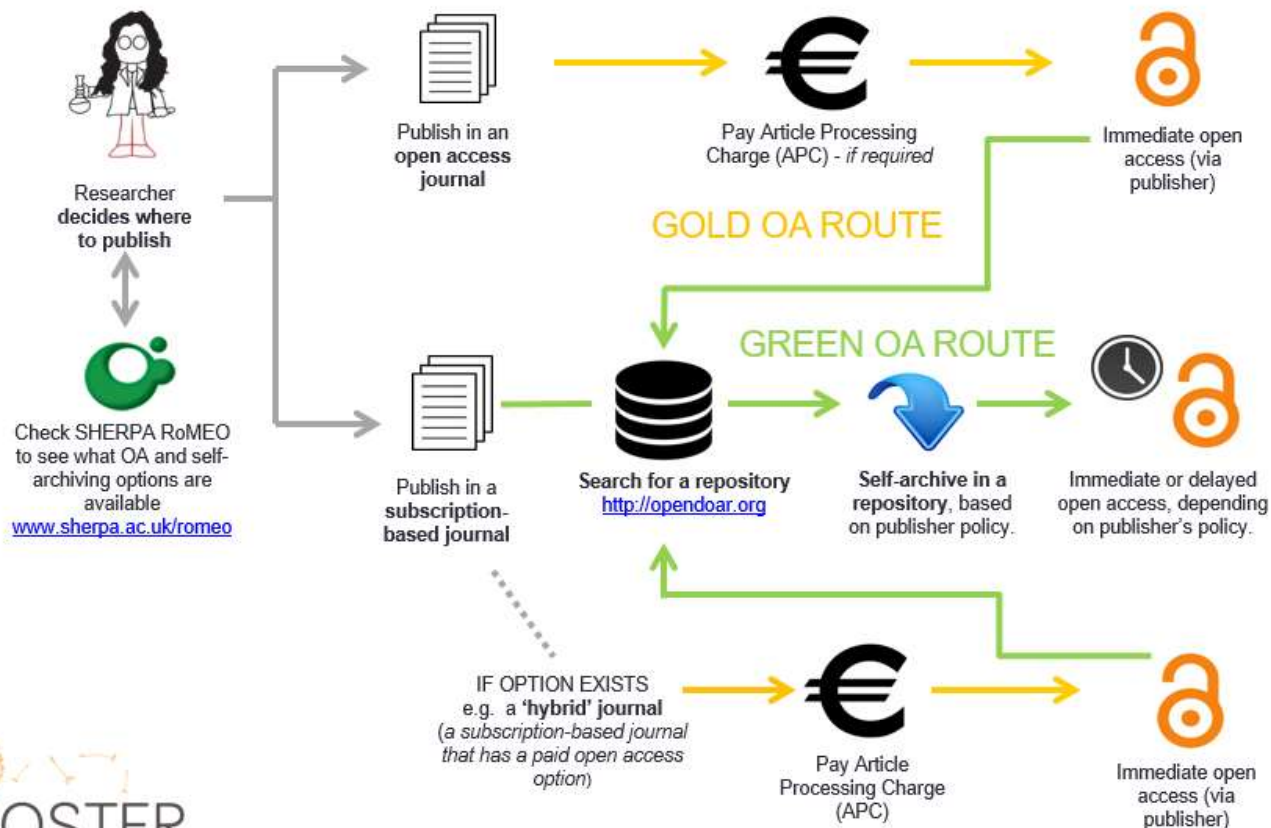 Researcher
decides where
to publish
Check SHERPA RoMEO
to see what OA and self-
archiving options are
available
www.sherpa.ac.uk/romeo
Publish in an
open access
journal
Pay Article Processing
Charge (APC) - if required
Immediate open
access (via
publisher)
GOLD OA ROUTE
GREEN OA ROUTE
Publish in a
subscription-
based journal
Search for a repository
http://opendoar.org
Self-archive in a
repository, based
on publisher policy.
Immediate or delayed
open access, depending
on publisher's policy.
IF OPTION EXISTS
e.g. a 'hybrid' journal
(a subscription-based journal
that has a paid open access
option)
Pay Article
Processing Charge
(APC)
Immediate open
access (via
publisher)
OSTER